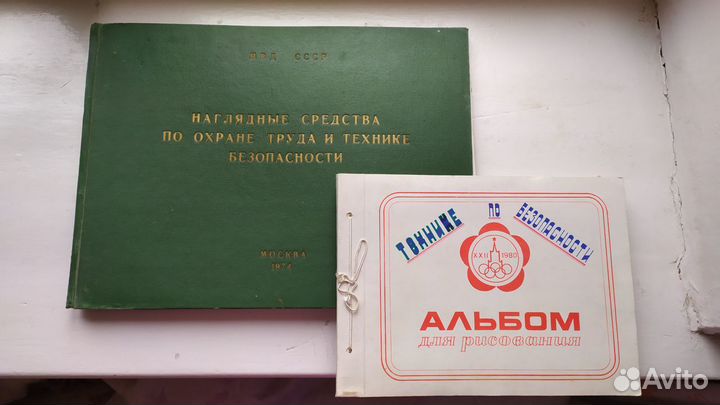 МВД СССР
НАГЛЯДНЫЕ СРЕДСТВА
ПО ОХРАНЕ ТРУДА И ТЕХНИКЕ
БЕЗОПАСНОСТИ
МОСКВА
1974
ТЕХНИКЕ ПО БЕЗОПАСНОСТИ
XXII 1980
АЛЬБОМ
для рисования
Avito